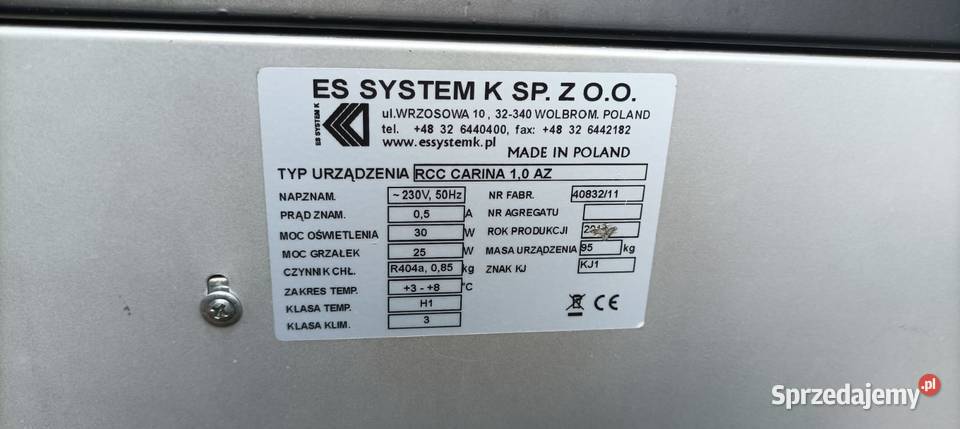 ES SYSTEM K SP. Z O.O.
ES SYSTEM K
ul.WRZOSOWA 10 , 32-340 WOLBROM. POLAND
tel. +48 32 6440400, fax: +48 32 6442182
www.essystemk.pl
MADE IN POLAND
TYP URZĄDZENIA RCC CARINA 1,0 AZ
NAP.ZNAM. ~ 230V, 50Hz NR FABR. 40832/11
PRĄD ZNAM. 0,5 A NR AGREGATU
MOC OŚWIETLENIA 30 W ROK PRODUKCJI
MOC GRZAŁEK 25 W MASA URZĄDZENIA 95 kg
CZYNNIK CHŁ. R404a, 0,85 kg ZNAK KJ KJ1
ZAKRES TEMP. +3 - +8 °C
KLASA TEMP. H1
KLASA KLIM. 3
CE
Sprzedajemy.pl